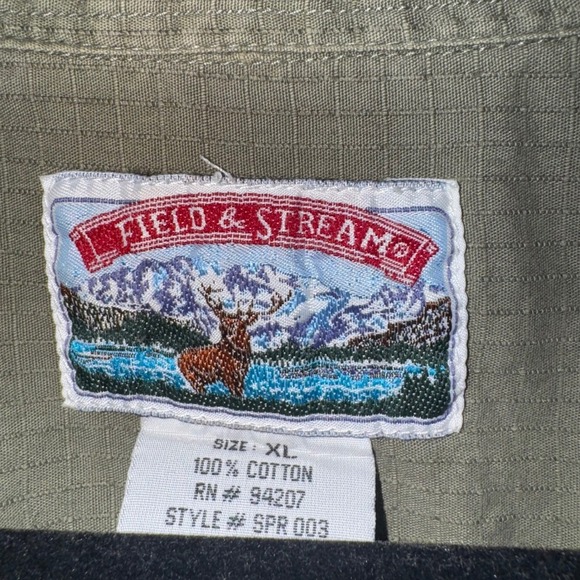 FIELD & STREAM®
SIZE: XL
100% COTTON
RN# 94207
STYLE# SPR 003